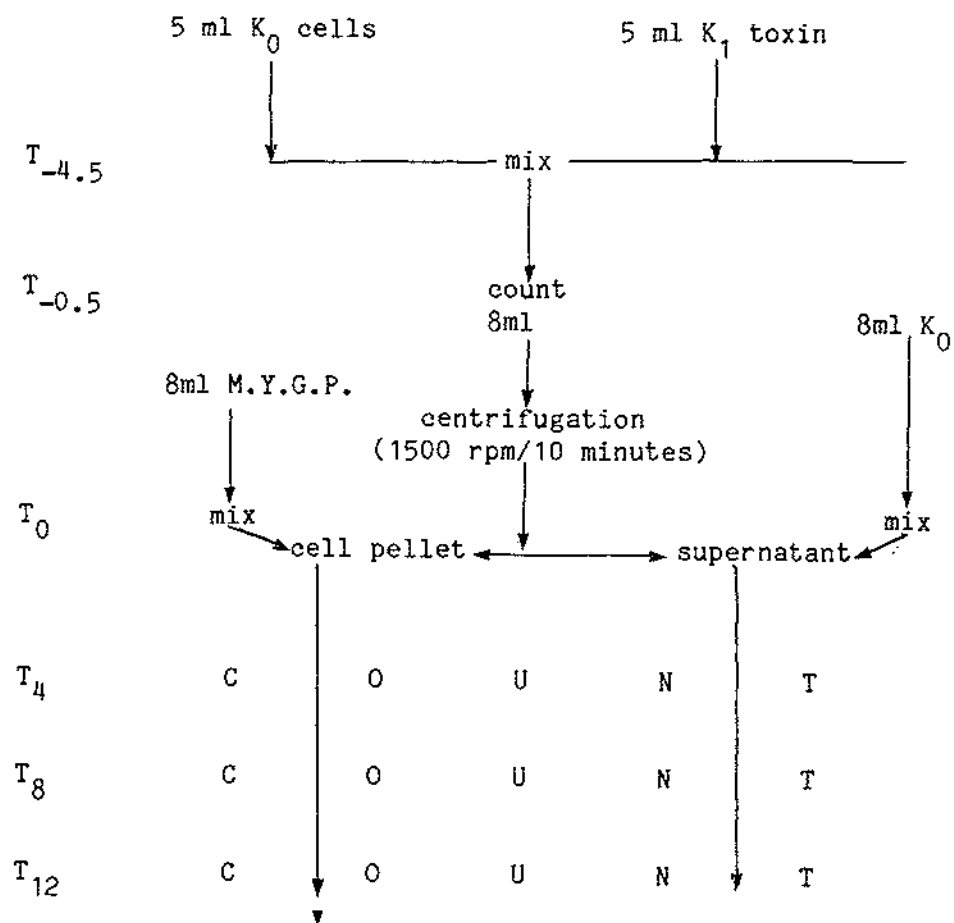 5 ml K0 cells 5 ml K1 toxin
T-4.5 mix
T-0.5 count
8ml 8ml K0
8ml M.Y.G.P.
centrifugation
(1500 rpm/10 minutes)
T0 mix mix
cell pellet supernatant
T4 C O U N T
T8 C O U N T
T12 C O U N T